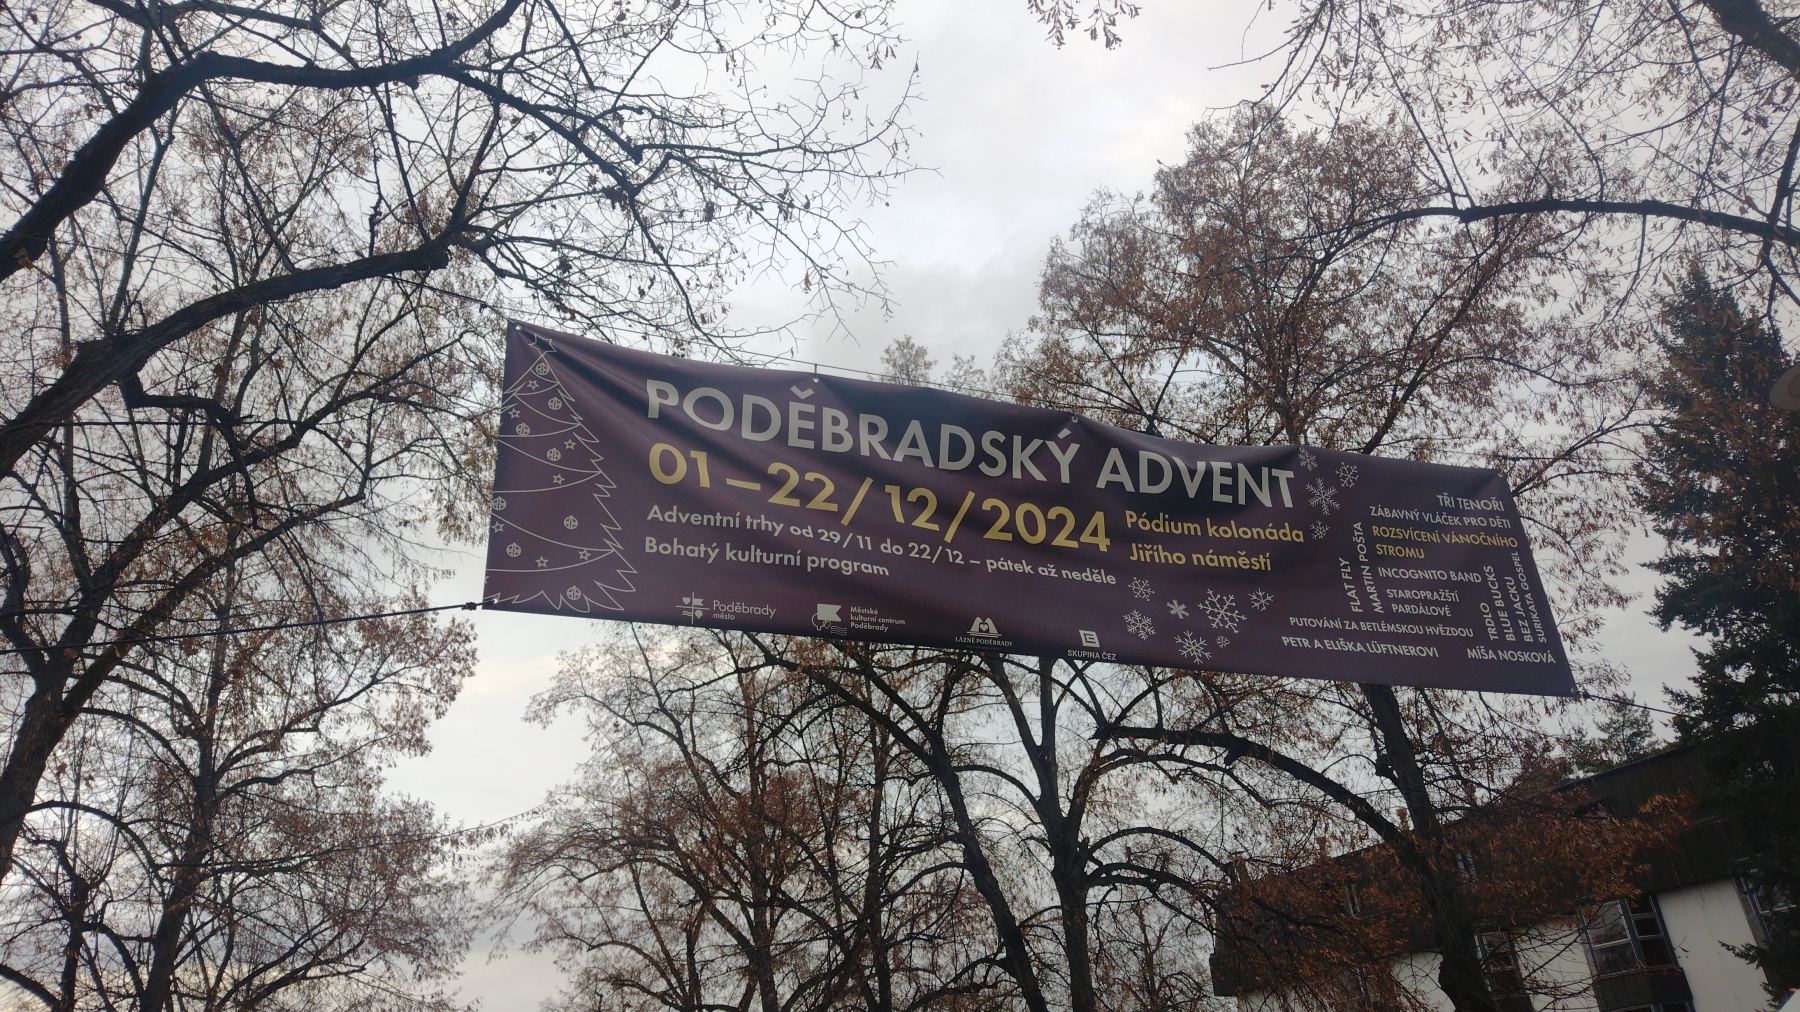 PODĚBRADSKÝ ADVENT
01–22/12/2024
Pódium kolonáda
Jiřího náměstí
Adventní trhy od 29/11 do 22/12 – pátek až neděle
Bohatý kulturní program
Poděbrady
město
Městské
kulturní centrum
Poděbrady
LÁZNĚ PODĚBRADY
SKUPINA ČEZ
TŘI TENOŘI
ZÁBAVNÝ VLÁČEK PRO DĚTI
ROZSVÍCENÍ VÁNOČNÍHO
STROMU
FLAT FLY
MARTIN POŠTA
INCOGNITO BAND
STAROPRAŽŠTÍ
PARDÁLOVÉ
TRDLO
BLUE BUCKS
BEZ JACKU
SURIKATA GOSPEL
PUTOVÁNÍ ZA BETLÉMSKOU HVĚZDOU
PETR A ELIŠKA LÜFTNEROVI
MÍŠA NOSKOVÁ